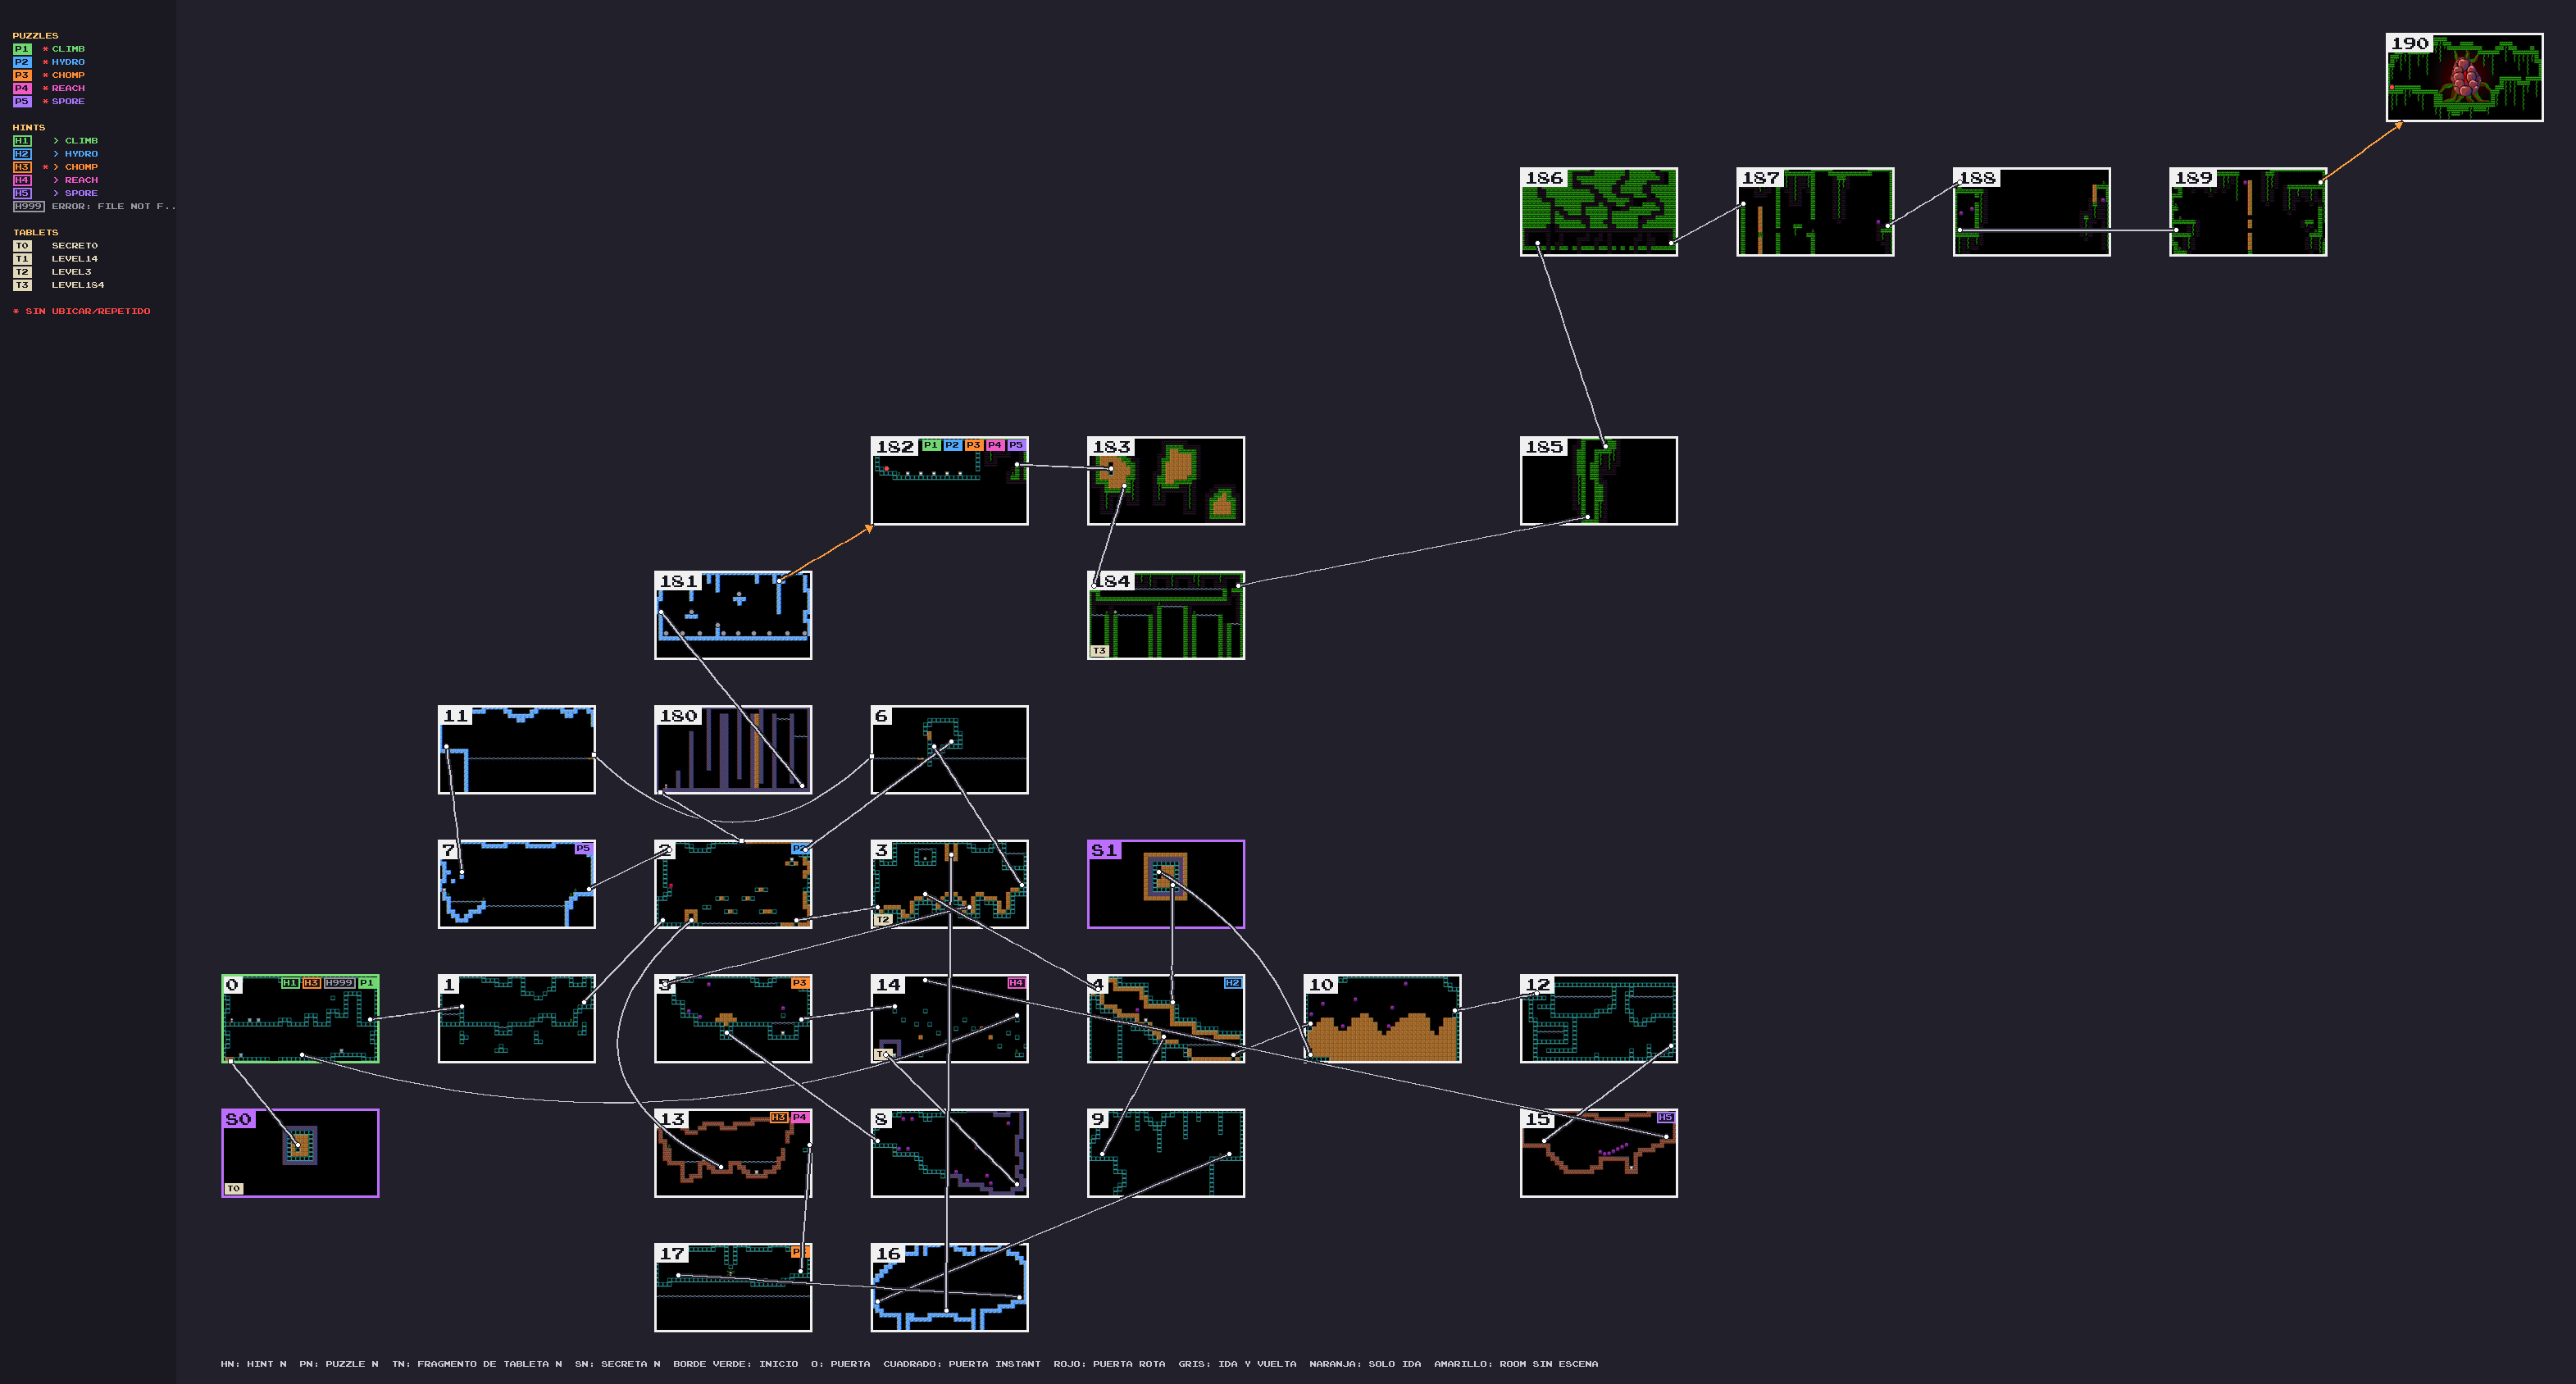 PUZZLES
P1 * CLIMB
P2 * HYDRO
P3 * CHOMP
P4 * REACH
P5 * SPORE
HINTS
H1 > CLIMB
H2 > HYDRO
H3 * > CHOMP
H4 > REACH
H5 > SPORE
H999 ERROR: FILE NOT F..
TABLETS
T0 SECRET0
T1 LEVEL14
T2 LEVEL3
T3 LEVEL184
* SIN UBICAR/REPETIDO
190
186
187
188
189
182 P1 P2 P3 P4 P5
183
185
181
184
T3
11
180
6
7 P5
2
3
T2
S1
0 H1 H3 H999 P1
1
5 P3
14 H4
4 H2
10
12
S0
T0
13 H3 P4
8
9
15 H5
17
16
HN: HINT N PN: PUZZLE N TN: FRAGMENTO DE TABLETA N SN: SECRETA N BORDE VERDE: INICIO O: PUERTA CUADRADO: PUERTA INSTANT ROJO: PUERTA ROTA GRIS: IDA Y VUELTA NARANJA: SOLO IDA AMARILLO: ROOM SIN ESCENA